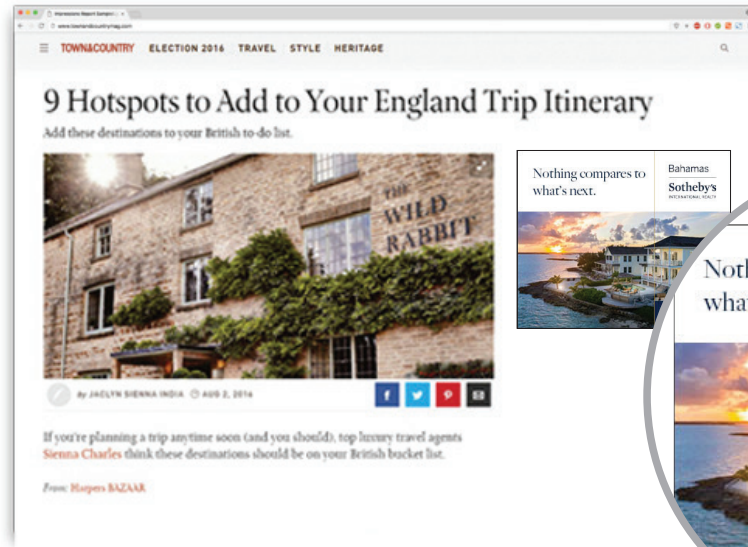 www.townandcountrymag.com
TOWN&COUNTRY ELECTION 2016 TRAVEL STYLE HERITAGE
9 Hotspots to Add to Your England Trip Itinerary
Add these destinations to your British to-do list.
THE
WILD
RABBIT
Nothing compares to
what's next.
Bahamas
Sotheby's
INTERNATIONAL REALTY
Noth
what
By JACLYN SIENNA INDIA AUG 2, 2016
If you're planning a trip anytime soon (and you should), top luxury travel agents
Sienna Charles think these destinations should be on your British bucket list.
From: Harpers BAZAAR